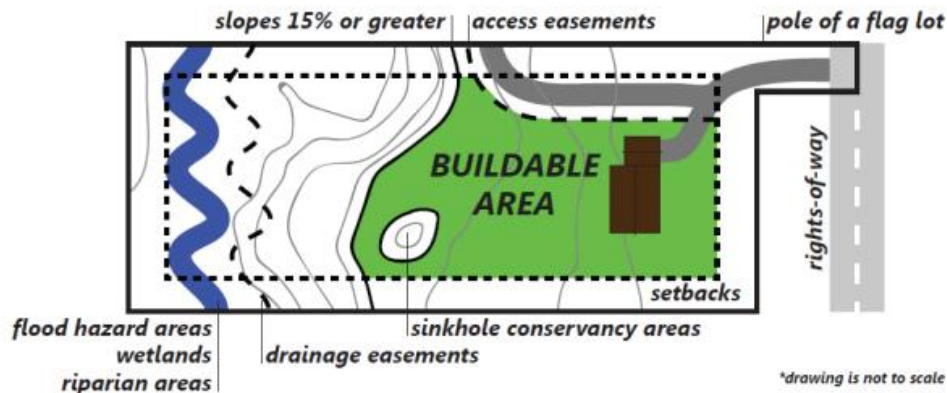 slopes 15% or greater
access easements
pole of a flag lot
BUILDABLE
AREA
rights-of-way
setbacks
flood hazard areas
wetlands
riparian areas
drainage easements
sinkhole conservancy areas
*drawing is not to scale